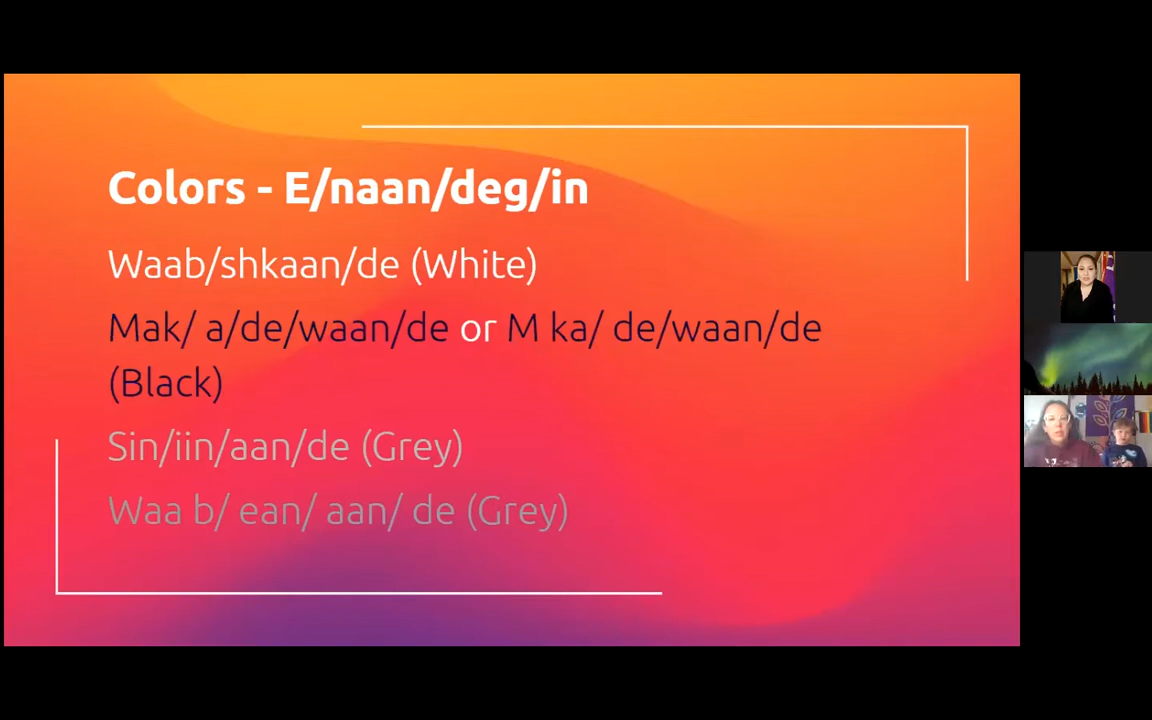 Colors - E/naan/deg/in
Waab/shkaan/de (White)
Mak/ a/de/waan/de or M ka/ de/waan/de
(Black)
Sin/iin/aan/de (Grey)
Waa b/ ean/ aan/ de (Grey)